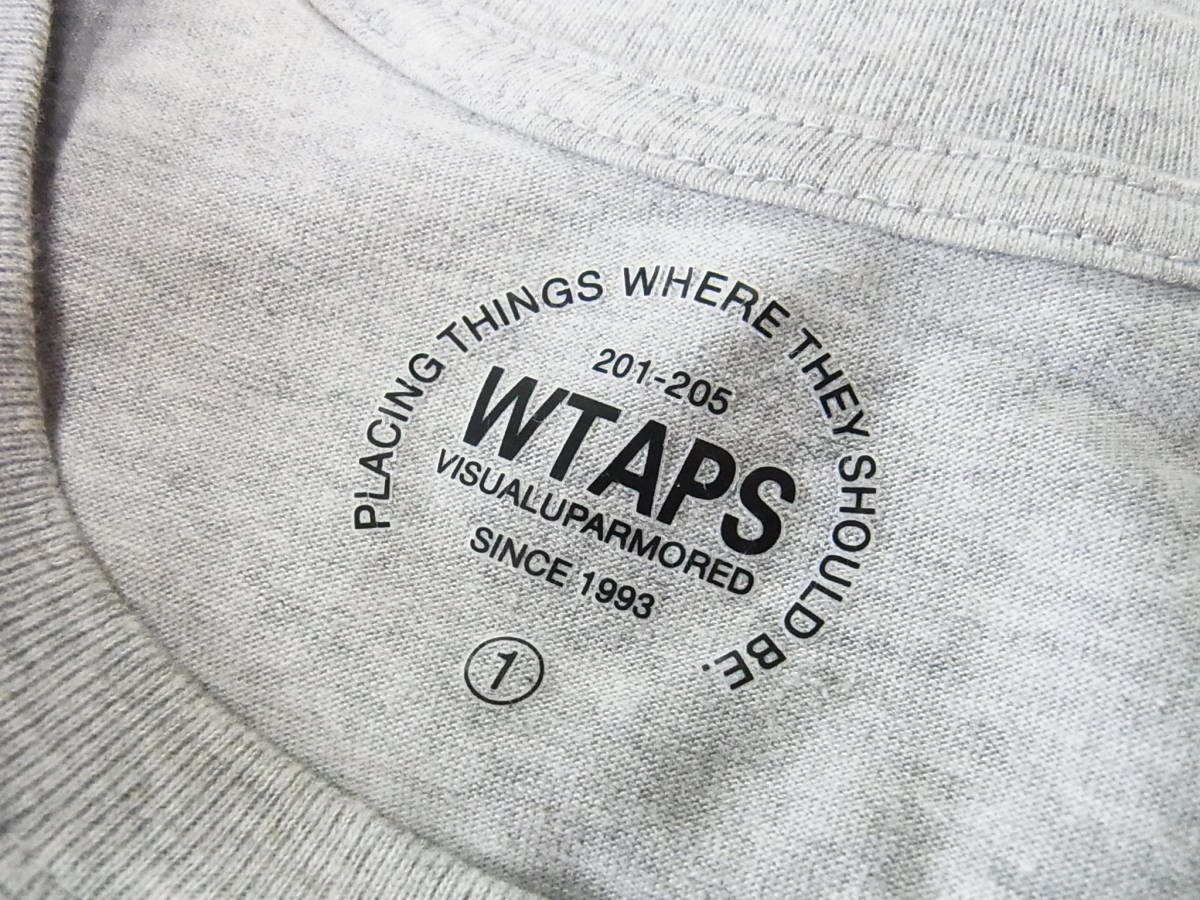 PLACING THINGS WHERE THEY SHOULD BE.
201-205
WTAPS
VISUALUPARMORED
SINCE 1993
1